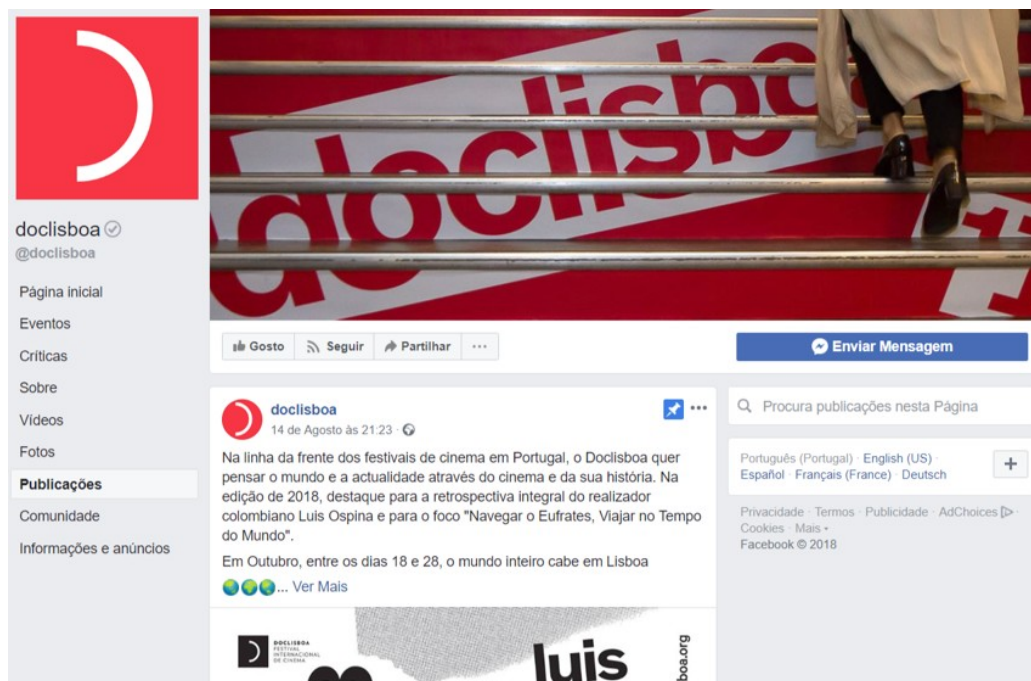 doclisboa
doclisboa
@doclisboa
Página inicial
Eventos
Críticas
Sobre
Vídeos
Fotos
Publicações
Comunidade
Informações e anúncios
Gosto
Seguir
Partilhar
Enviar Mensagem
doclisboa
14 de Agosto às 21:23 ·
Na linha da frente dos festivais de cinema em Portugal, o Doclisboa quer
pensar o mundo e a actualidade através do cinema e da sua história. Na
edição de 2018, destaque para a retrospectiva integral do realizador
colombiano Luis Ospina e para o foco "Navegar o Eufrates, Viajar no Tempo
do Mundo".
Em Outubro, entre os dias 18 e 28, o mundo inteiro cabe em Lisboa
... Ver Mais
DOCLISBOA
FESTIVAL
INTERNACIONAL
DE CINEMA
luis
boa.org
Procura publicações nesta Página
Português (Portugal) · English (US) ·
Español · Français (France) · Deutsch
Privacidade · Termos · Publicidade · AdChoices ·
Cookies · Mais
Facebook © 2018